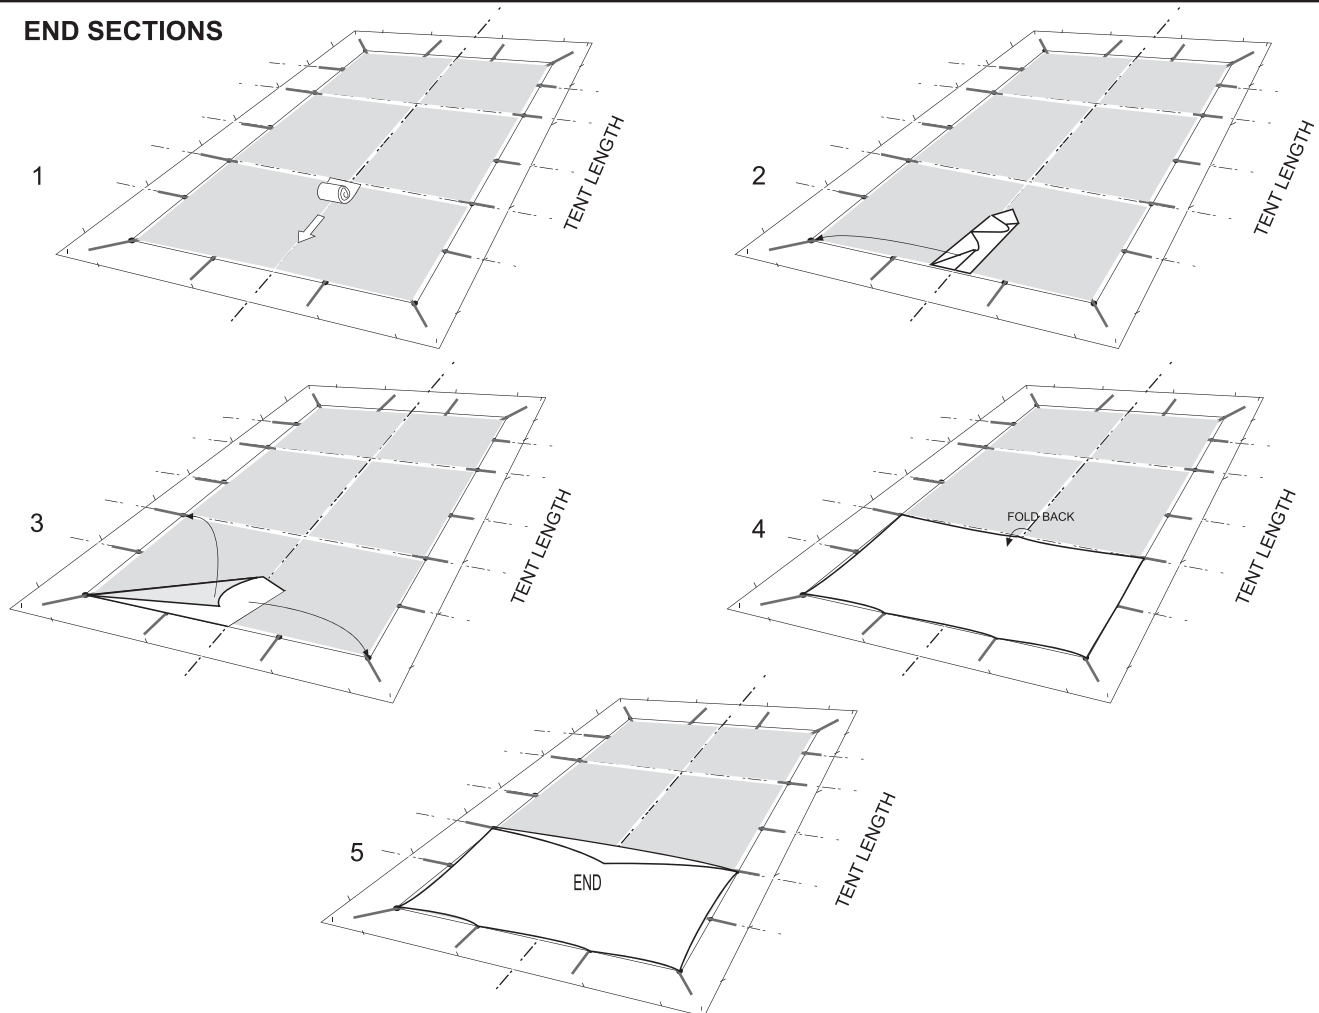 END SECTIONS
1
TENT LENGTH
2
TENT LENGTH
3
TENT LENGTH
4
FOLD BACK
TENT LENGTH
5
END
TENT LENGTH